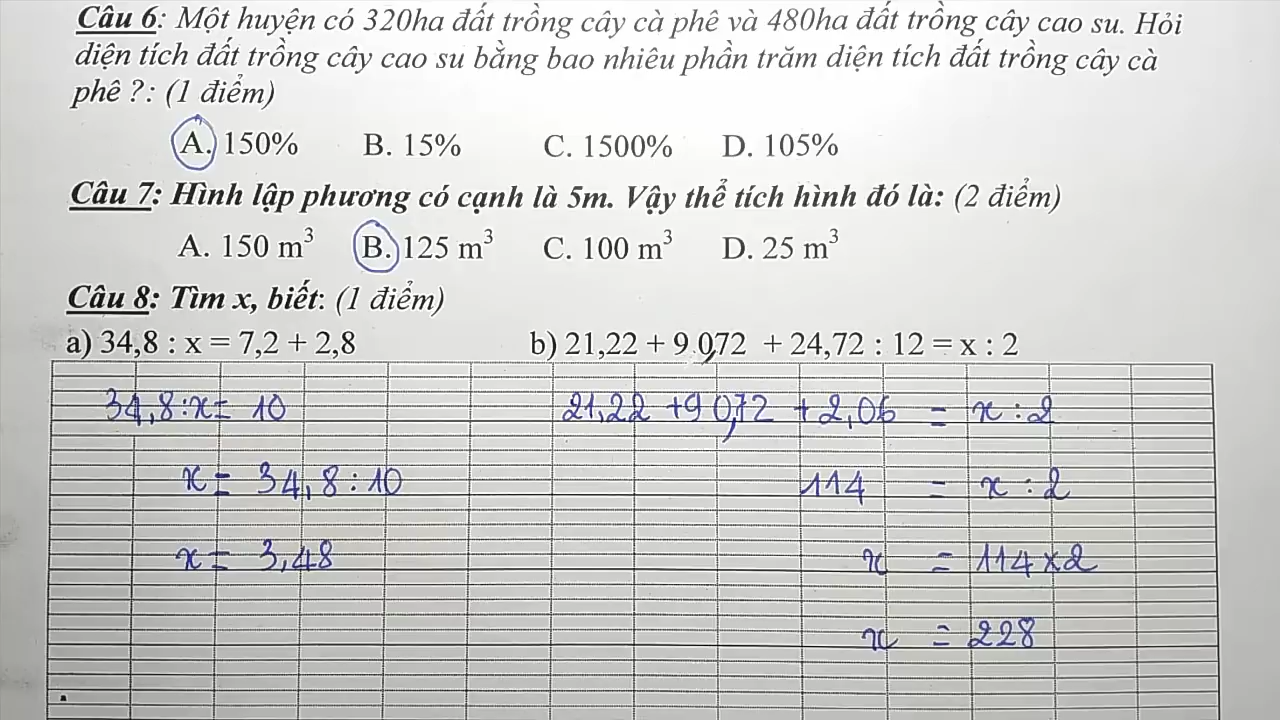 Câu 6: Một huyện có 320ha đất trồng cây cà phê và 480ha đất trồng cây cao su. Hỏi
diện tích đất trồng cây cao su bằng bao nhiêu phần trăm diện tích đất trồng cây cà
phê ?: (1 điểm)
A. 150% B. 15% C. 1500% D. 105%
Câu 7: Hình lập phương có cạnh là 5m. Vậy thể tích hình đó là: (2 điểm)
A. 150 m³ B. 125 m³ C. 100 m³ D. 25 m³
Câu 8: Tìm x, biết: (1 điểm)
a) 34,8 : x = 7,2 + 2,8 b) 21,22 + 90,72 + 24,72 : 12 = x : 2
34,8 : x = 10 21,22 + 90,72 + 2,06 = x : 2
x = 34,8 : 10 114 = x : 2
x = 3,48 x = 114 x 2
x = 228